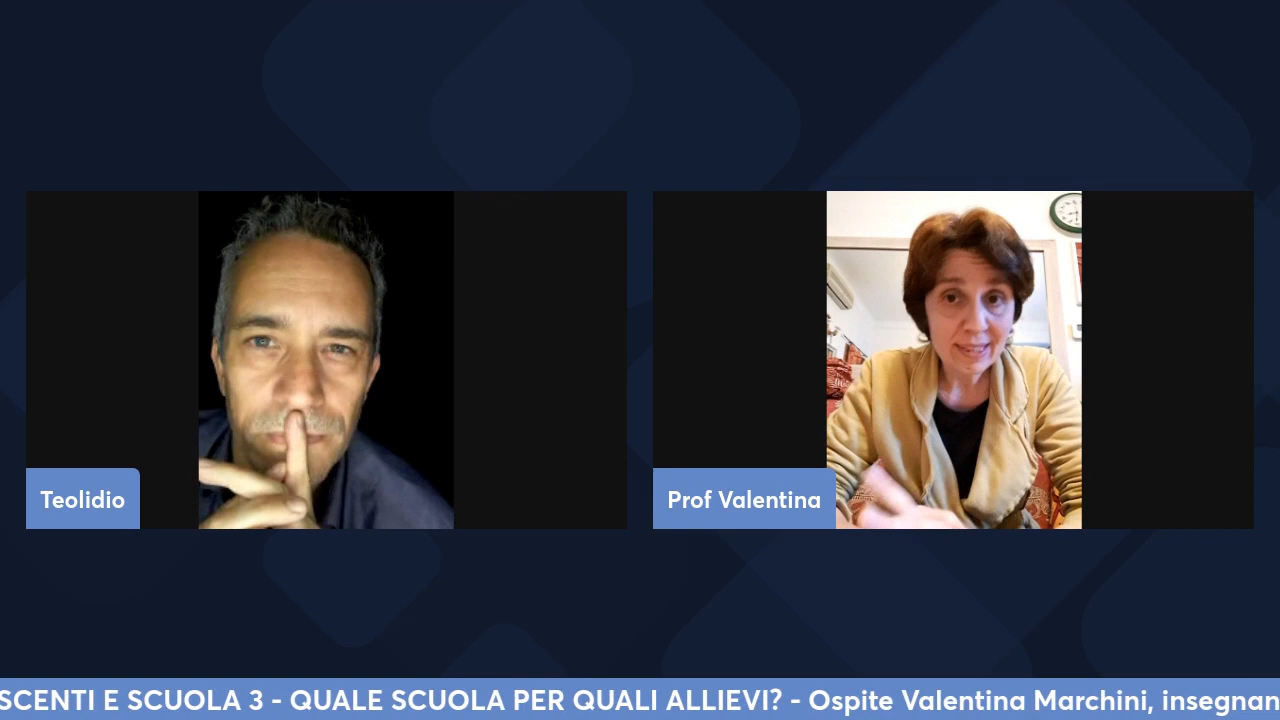 Teolidio
Prof Valentina
SCENTI E SCUOLA 3 - QUALE SCUOLA PER QUALI ALLIEVI? - Ospite Valentina Marchini, insegnan